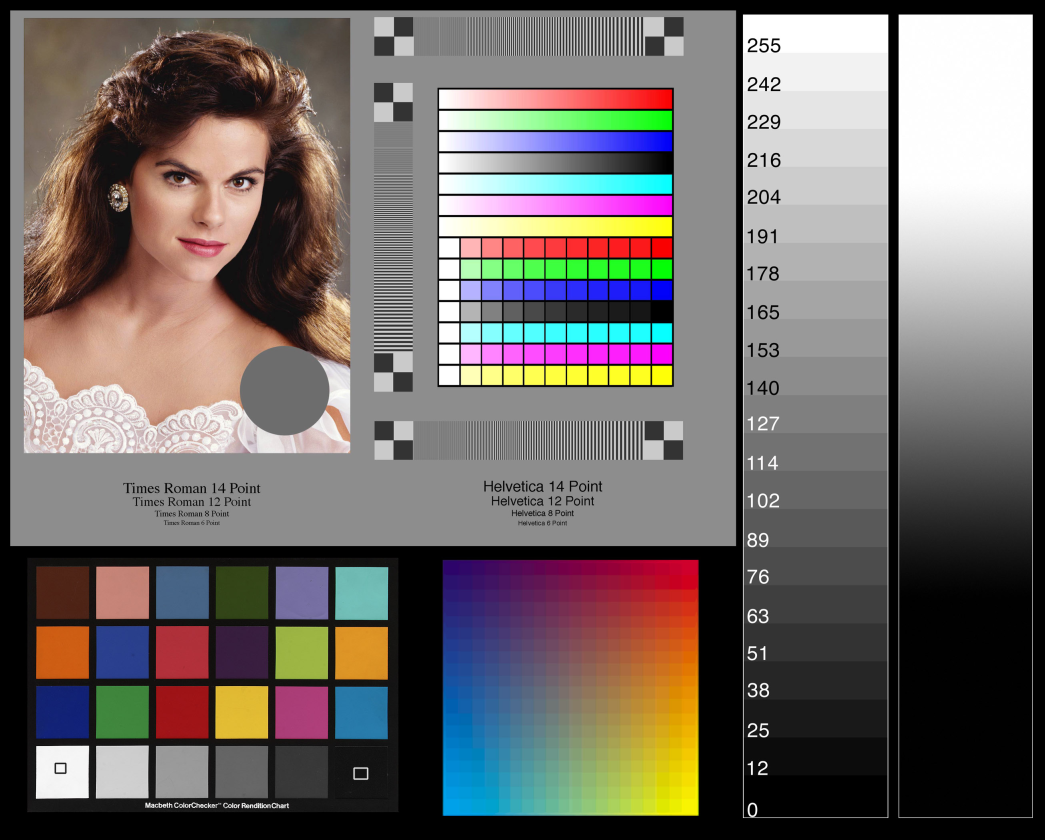 Times Roman 14 Point
Times Roman 12 Point
Times Roman 8 Point
Times Roman 6 Point
Helvetica 14 Point
Helvetica 12 Point
Helvetica 8 Point
Helvetica 6 Point
Macbeth ColorChecker™ Color Rendition Chart
255
242
229
216
204
191
178
165
153
140
127
114
102
89
76
63
51
38
25
12
0